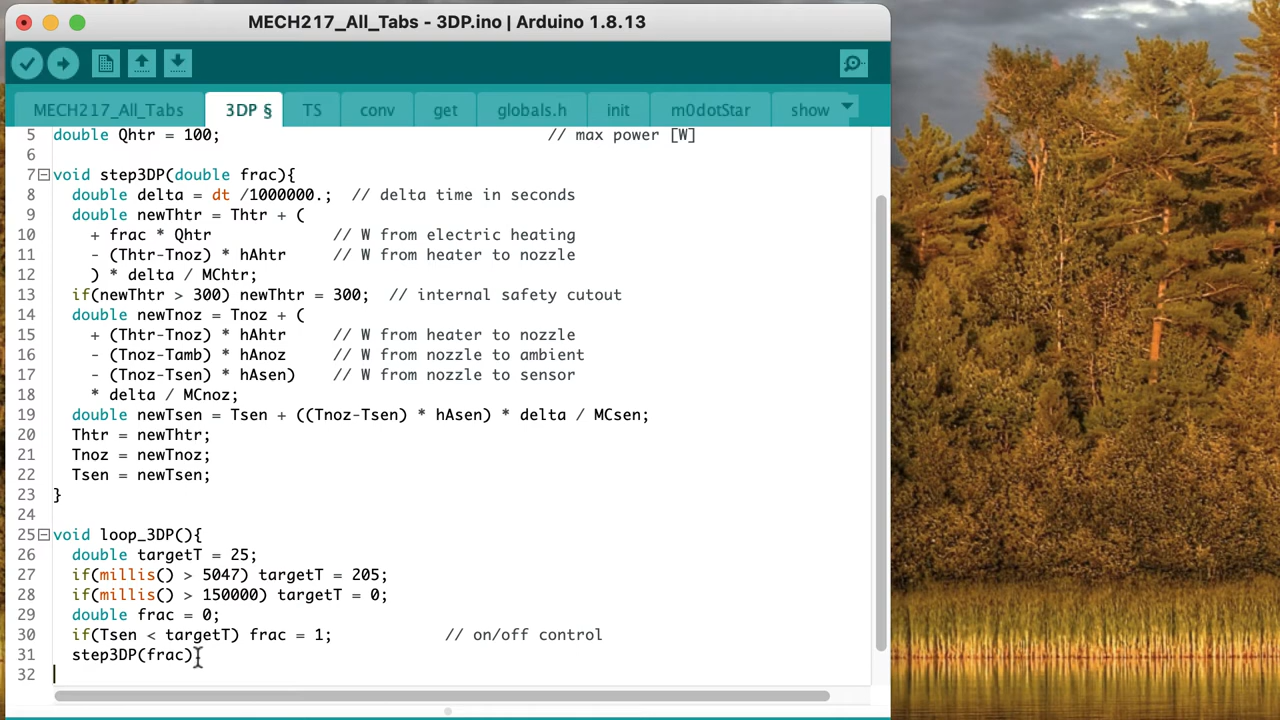 MECH217_All_Tabs - 3DP.ino | Arduino 1.8.13
MECH217_All_Tabs 3DP § TS conv get globals.h init m0dotStar show
5 double Qhtr = 100; // max power [W]
6
7 void step3DP(double frac){
8 double delta = dt /1000000.; // delta time in seconds
9 double newThtr = Thtr + (
10 + frac * Qhtr // W from electric heating
11 - (Thtr-Tnoz) * hAhtr // W from heater to nozzle
12 ) * delta / MChtr;
13 if(newThtr > 300) newThtr = 300; // internal safety cutout
14 double newTnoz = Tnoz + (
15 + (Thtr-Tnoz) * hAhtr // W from heater to nozzle
16 - (Tnoz-Tamb) * hAnoz // W from nozzle to ambient
17 - (Tnoz-Tsen) * hAsen) // W from nozzle to sensor
18 * delta / MCnoz;
19 double newTsen = Tsen + ((Tnoz-Tsen) * hAsen) * delta / MCsen;
20 Thtr = newThtr;
21 Tnoz = newTnoz;
22 Tsen = newTsen;
23 }
24
25 void loop_3DP(){
26 double targetT = 25;
27 if(millis() > 5047) targetT = 205;
28 if(millis() > 150000) targetT = 0;
29 double frac = 0;
30 if(Tsen < targetT) frac = 1; // on/off control
31 step3DP(frac)
32